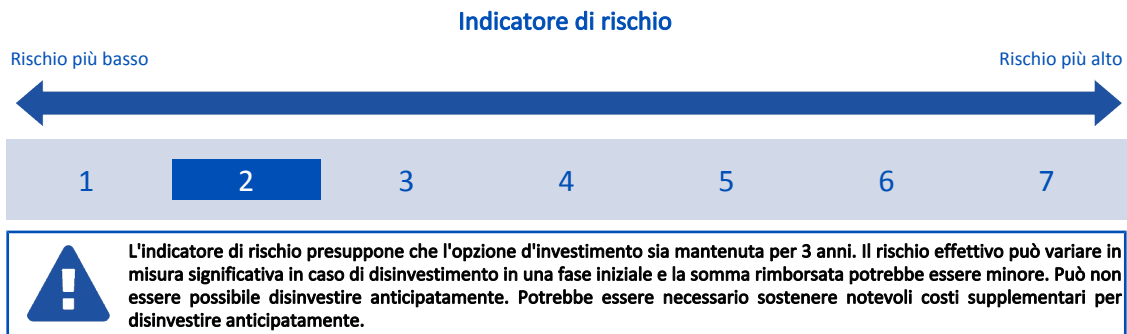 Indicatore di rischio
Rischio più basso
Rischio più alto
1 2 3 4 5 6 7
L'indicatore di rischio presuppone che l'opzione d'investimento sia mantenuta per 3 anni. Il rischio effettivo può variare in
misura significativa in caso di disinvestimento in una fase iniziale e la somma rimborsata potrebbe essere minore. Può non
essere possibile disinvestire anticipatamente. Potrebbe essere necessario sostenere notevoli costi supplementari per
disinvestire anticipatamente.